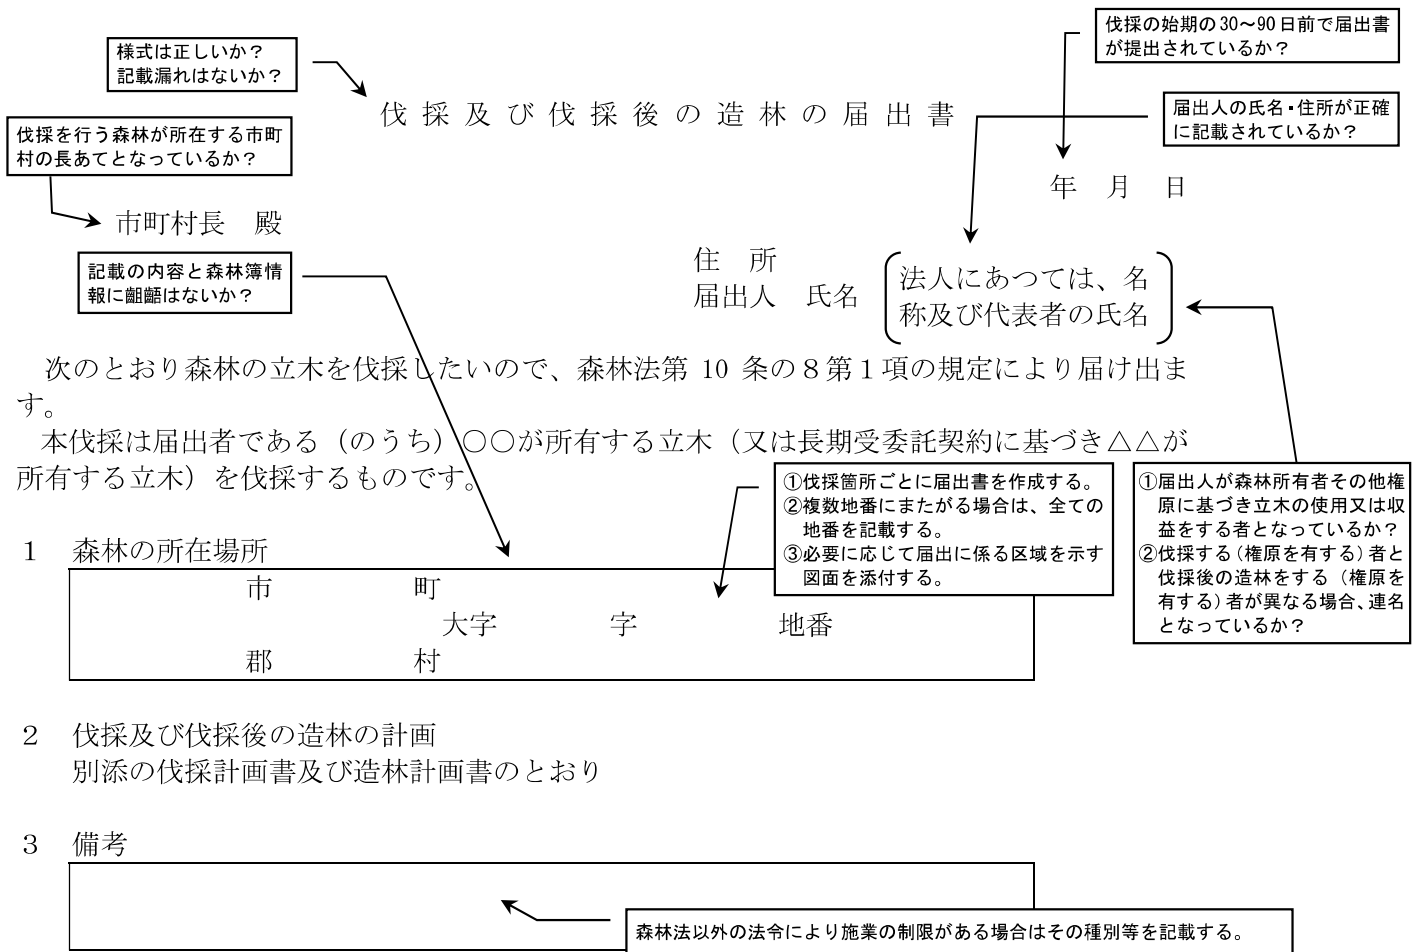 伐採の始期の30～90日前で届出書
が提出されているか？
様式は正しいか？
記載漏れはないか？
伐採及び伐採後の造林の届出書
届出人の氏名・住所が正確
に記載されているか？
伐採を行う森林が所在する市町
村の長あてとなっているか？
年　月　日
市町村長　殿
記載の内容と森林簿情
報に齟齬はないか？
住　所
届出人　氏名
法人にあつては、名
称及び代表者の氏名
次のとおり森林の立木を伐採したいので、森林法第 10 条の８第１項の規定により届け出ま
す。
本伐採は届出者である（のうち）○○が所有する立木（又は長期受委託契約に基づき△△が
所有する立木）を伐採するものです。
①伐採箇所ごとに届出書を作成する。
②複数地番にまたがる場合は、全ての
地番を記載する。
③必要に応じて届出に係る区域を示す
図面を添付する。
①届出人が森林所有者その他権
原に基づき立木の使用又は収
益をする者となっているか？
②伐採する（権原を有する）者と
伐採後の造林をする（権原を
有する）者が異なる場合、連名
となっているか？
１　森林の所在場所
市　町
大字　字　地番
郡　村
２　伐採及び伐採後の造林の計画
別添の伐採計画書及び造林計画書のとおり
３　備考
森林法以外の法令により施業の制限がある場合はその種別等を記載する。